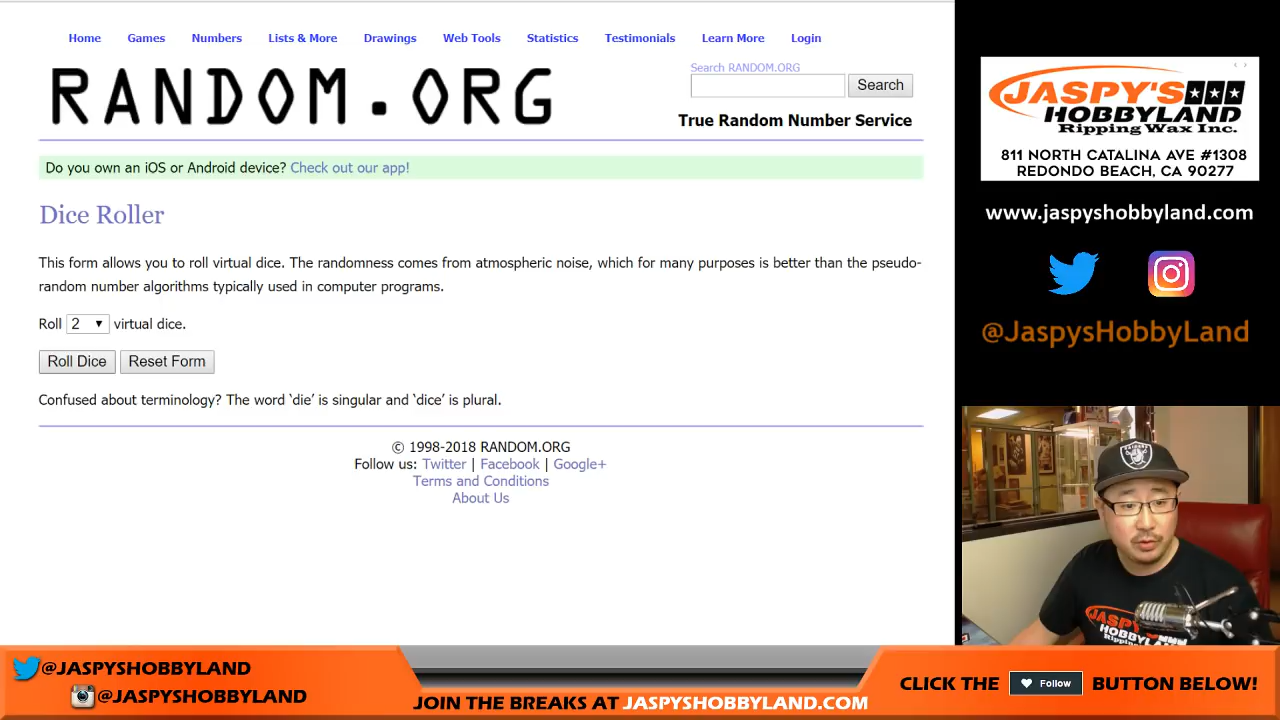 Home Games Numbers Lists & More Drawings Web Tools Statistics Testimonials Learn More Login
RANDOM.ORG
Search RANDOM.ORG
Search
True Random Number Service
Do you own an iOS or Android device? Check out our app!
Dice Roller
This form allows you to roll virtual dice. The randomness comes from atmospheric noise, which for many purposes is better than the pseudo-
random number algorithms typically used in computer programs.
Roll 2 virtual dice.
Roll Dice Reset Form
Confused about terminology? The word ‘die’ is singular and ‘dice’ is plural.
© 1998-2018 RANDOM.ORG
Follow us: Twitter | Facebook | Google+
Terms and Conditions
About Us
JASPY'S
HOBBYLAND
Ripping Wax Inc.
811 NORTH CATALINA AVE #1308
REDONDO BEACH, CA 90277
www.jaspyshobbyland.com
@JaspysHobbyLand
RAIDERS
JASPY'S
HOBBYLAND
@JASPYSHOBBYLAND
@JASPYSHOBBYLAND
JOIN THE BREAKS AT JASPYSHOBBYLAND.COM
CLICK THE Follow BUTTON BELOW!